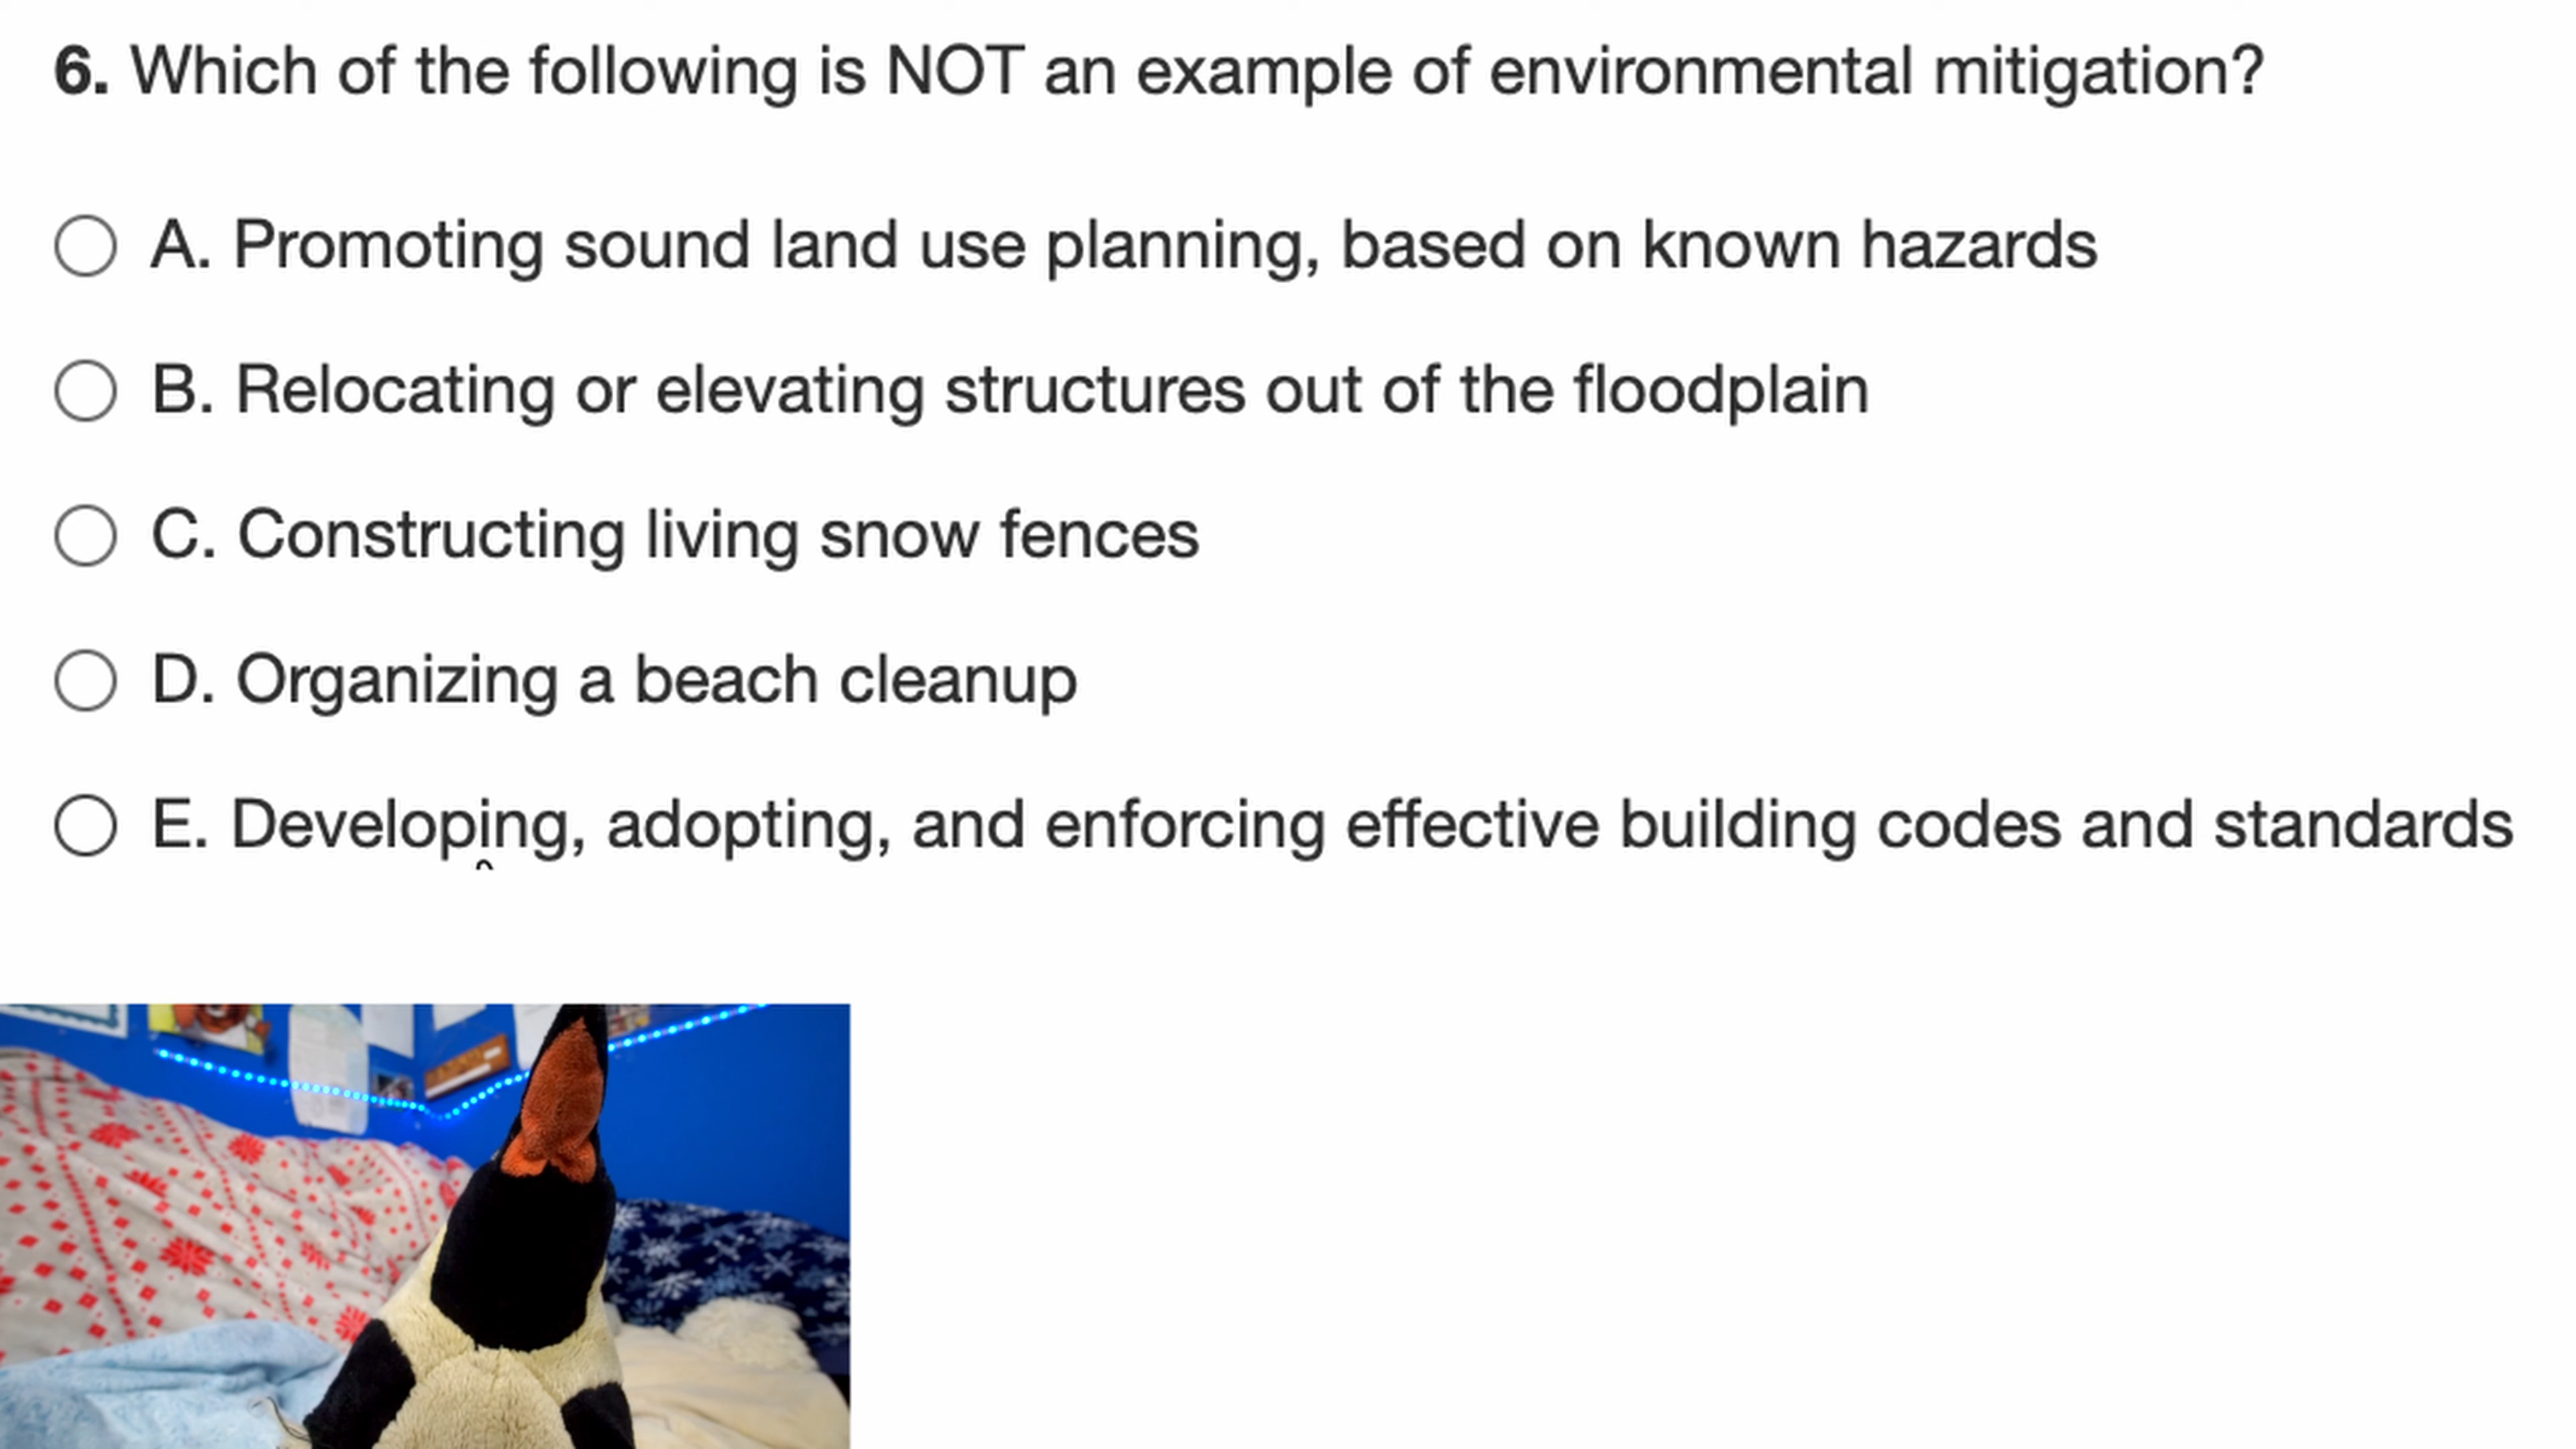 6. Which of the following is NOT an example of environmental mitigation?
A. Promoting sound land use planning, based on known hazards
B. Relocating or elevating structures out of the floodplain
C. Constructing living snow fences
D. Organizing a beach cleanup
E. Developing, adopting, and enforcing effective building codes and standards